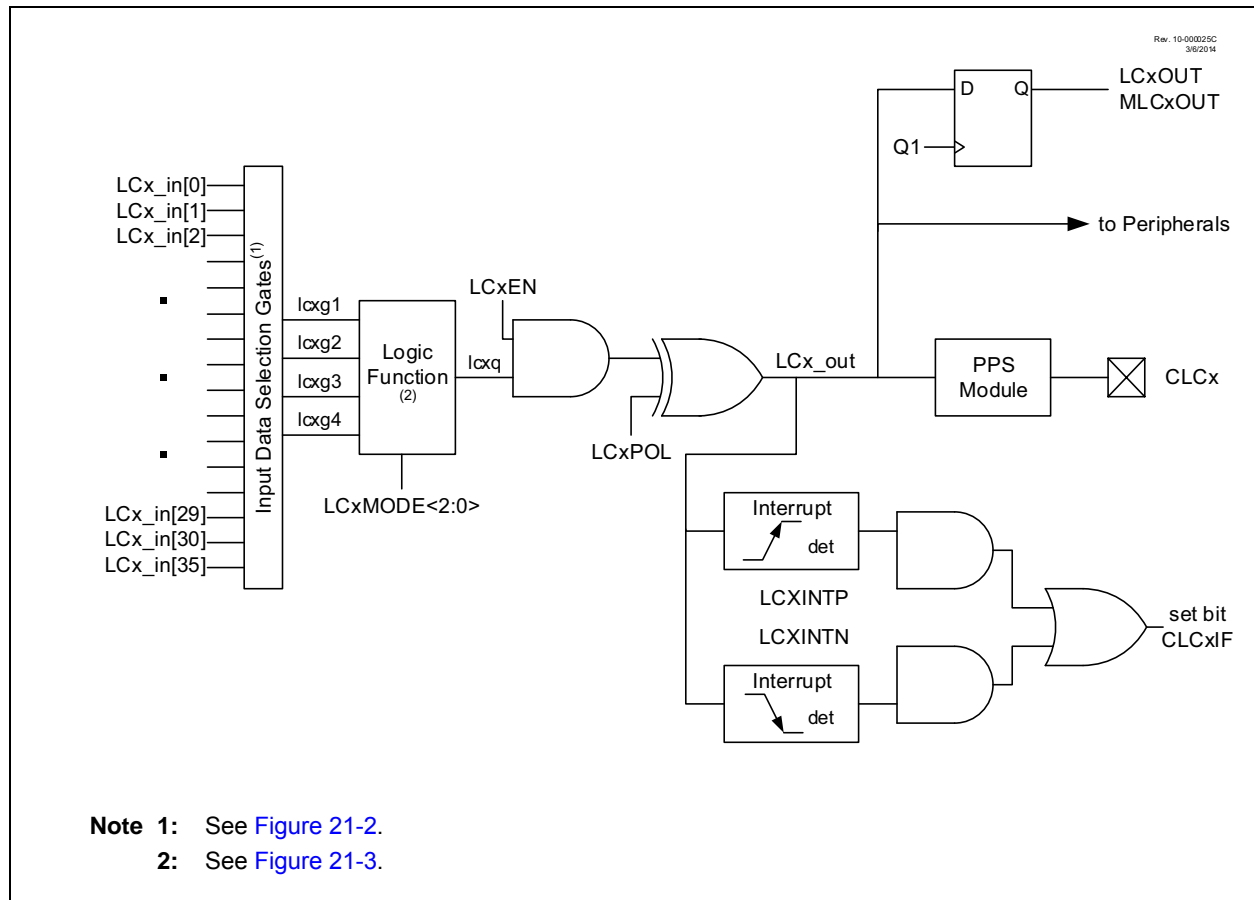 Rev. 10-000025C
3/6/2014
LCxOUT
MLCxOUT
D Q
Q1
to Peripherals
LCx_in[0]
LCx_in[1]
LCx_in[2]
LCx_in[29]
LCx_in[30]
LCx_in[35]
Input Data Selection Gates(1)
lcxg1
lcxg2
lcxg3
lcxg4
Logic
Function
(2)
LCxMODE<2:0>
lcxq
LCxEN
LCxPOL
LCx_out
PPS
Module
CLCx
Interrupt
det
LCXINTP
LCXINTN
Interrupt
det
set bit
CLCxIF
Note 1: See Figure 21-2.
2: See Figure 21-3.